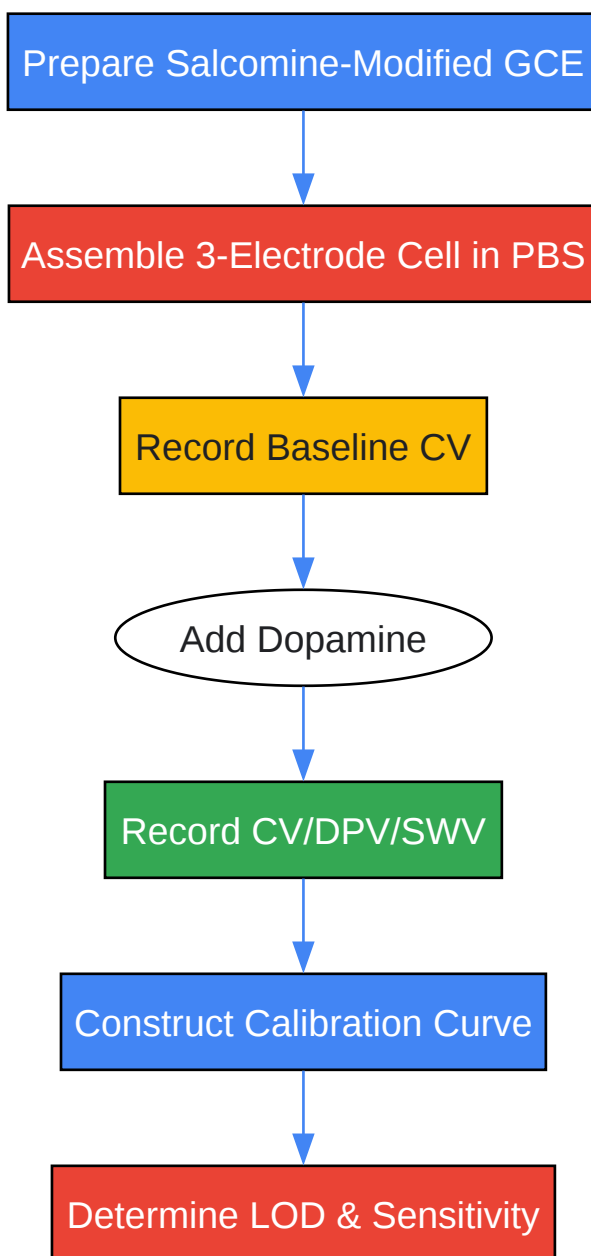 Prepare Salcomine-Modified GCE
Assemble 3-Electrode Cell in PBS
Record Baseline CV
Add Dopamine
Record CV/DPV/SWV
Construct Calibration Curve
Determine LOD & Sensitivity